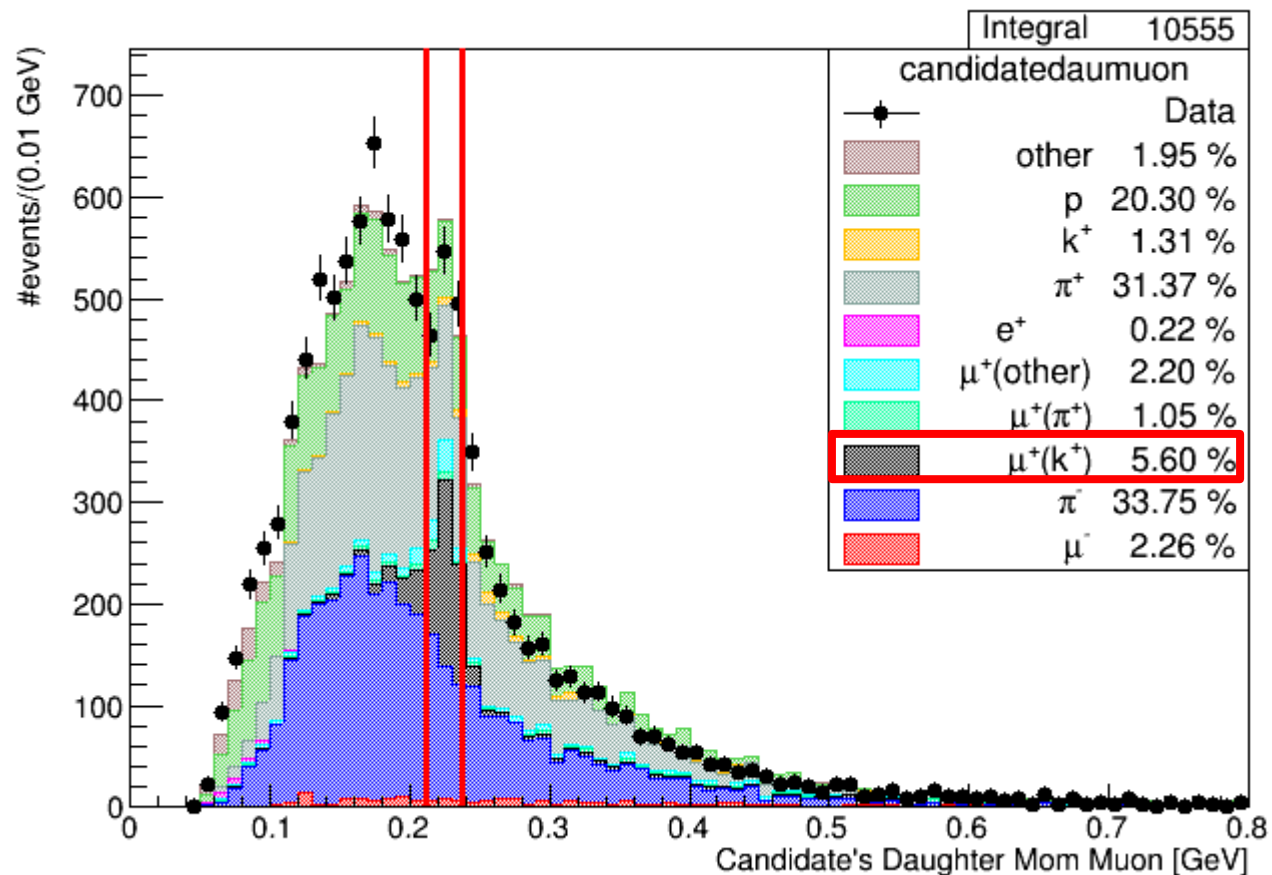 Integral 10555
candidatedaumuon
Data
other 1.95 %
p 20.30 %
k⁺ 1.31 %
π⁺ 31.37 %
e⁺ 0.22 %
μ⁺(other) 2.20 %
μ⁺(π⁺) 1.05 %
μ⁺(k⁺) 5.60 %
π⁻ 33.75 %
μ⁻ 2.26 %
#events/(0.01 GeV)
700
600
500
400
300
200
100
0
0 0.1 0.2 0.3 0.4 0.5 0.6 0.7 0.8
Candidate's Daughter Mom Muon [GeV]